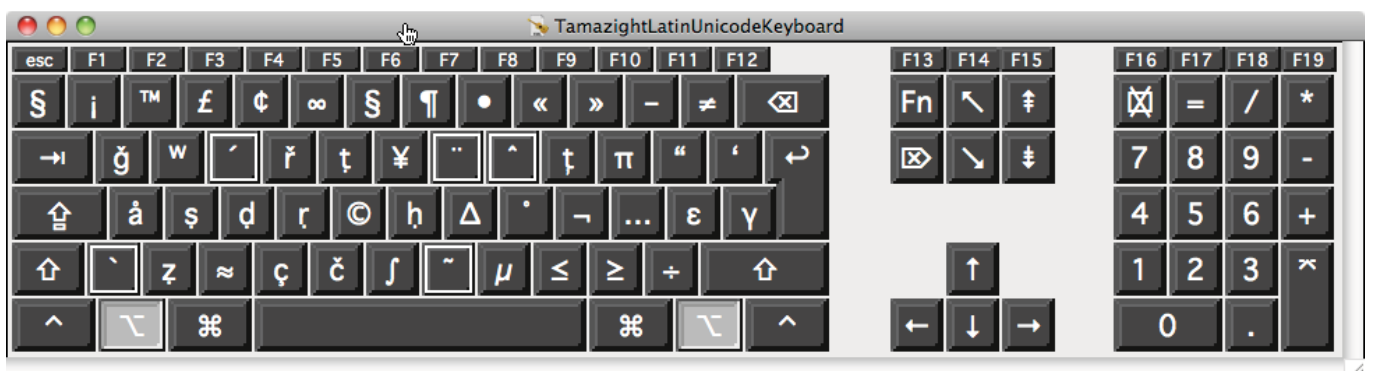 TamazightLatinUnicodeKeyboard
esc F1 F2 F3 F4 F5 F6 F7 F8 F9 F10 F11 F12 F13 F14 F15 F16 F17 F18 F19
§ ¡ ™ £ ¢ ∞ § ¶ • « » – ≠ ⌫ Fn ↖ ⇞ = / *
⇥ ǧ ʷ ´ ř ṭ ¥ ¨ ˆ ţ π “ ‘ ↩ ⌦ ↘ ⇟ 7 8 9 -
⇪ å ṣ ḍ ṛ © ḥ ∆ ˚ ¬ … ɛ ɣ 4 5 6 +
⇧ ` ẓ ≈ ç č ∫ ˜ µ ≤ ≥ ÷ ⇧ ↑ 1 2 3 ⌤
^ ⌥ ⌘ ⌘ ⌥ ^ ← ↓ → 0 .